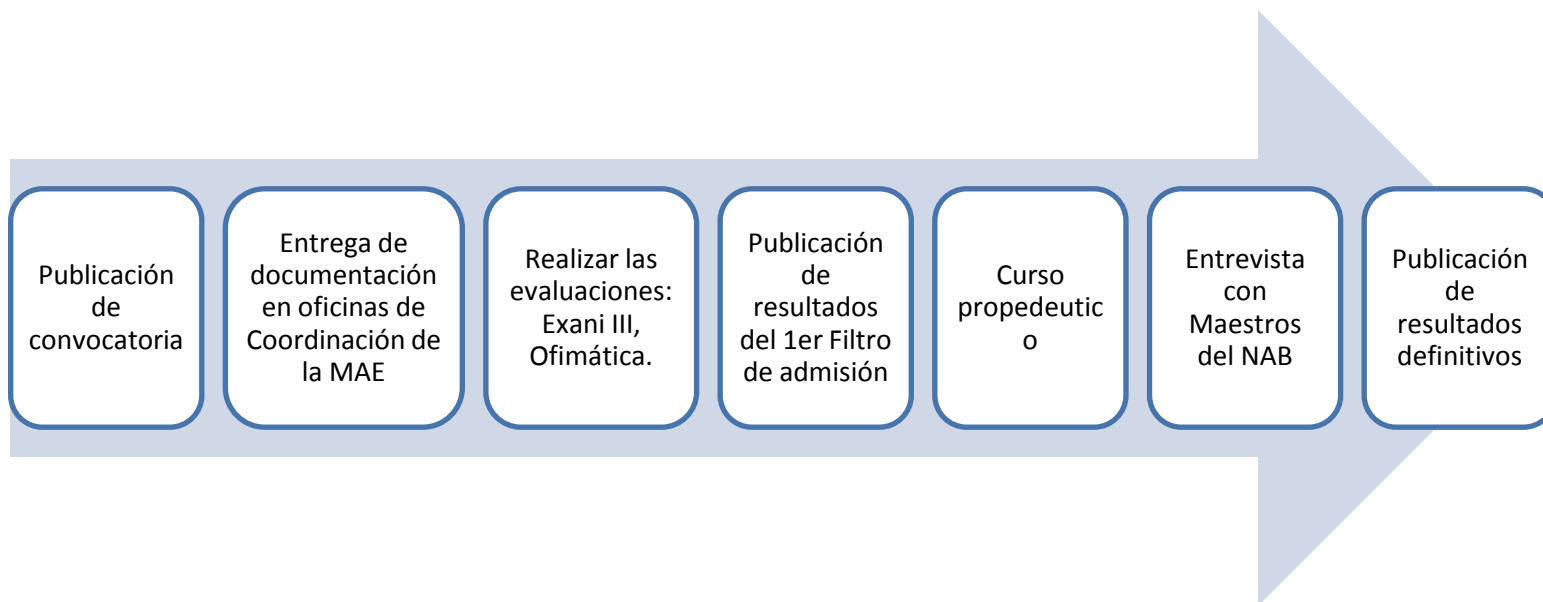 Publicación
de
convocatoria
Entrega de
documentación
en oficinas de
Coordinación de
la MAE
Realizar las
evaluaciones:
Exani III,
Ofimática.
Publicación
de
resultados
del 1er Filtro
de admisión
Curso
propedeutic
o
Entrevista
con
Maestros
del NAB
Publicación
de
resultados
definitivos